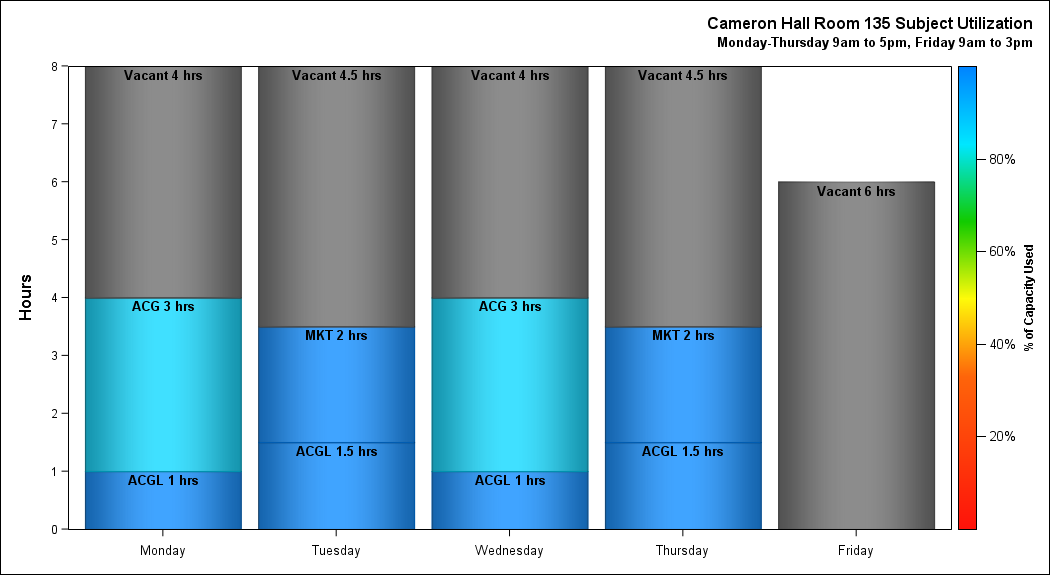 Cameron Hall Room 135 Subject Utilization
Monday-Thursday 9am to 5pm, Friday 9am to 3pm
Hours
8
7
6
5
4
3
2
1
0
Vacant 4 hrs
ACG 3 hrs
ACGL 1 hrs
Monday
Vacant 4.5 hrs
MKT 2 hrs
ACGL 1.5 hrs
Tuesday
Vacant 4 hrs
ACG 3 hrs
ACGL 1 hrs
Wednesday
Vacant 4.5 hrs
MKT 2 hrs
ACGL 1.5 hrs
Thursday
Vacant 6 hrs
Friday
80%
60%
40%
20%
% of Capacity Used